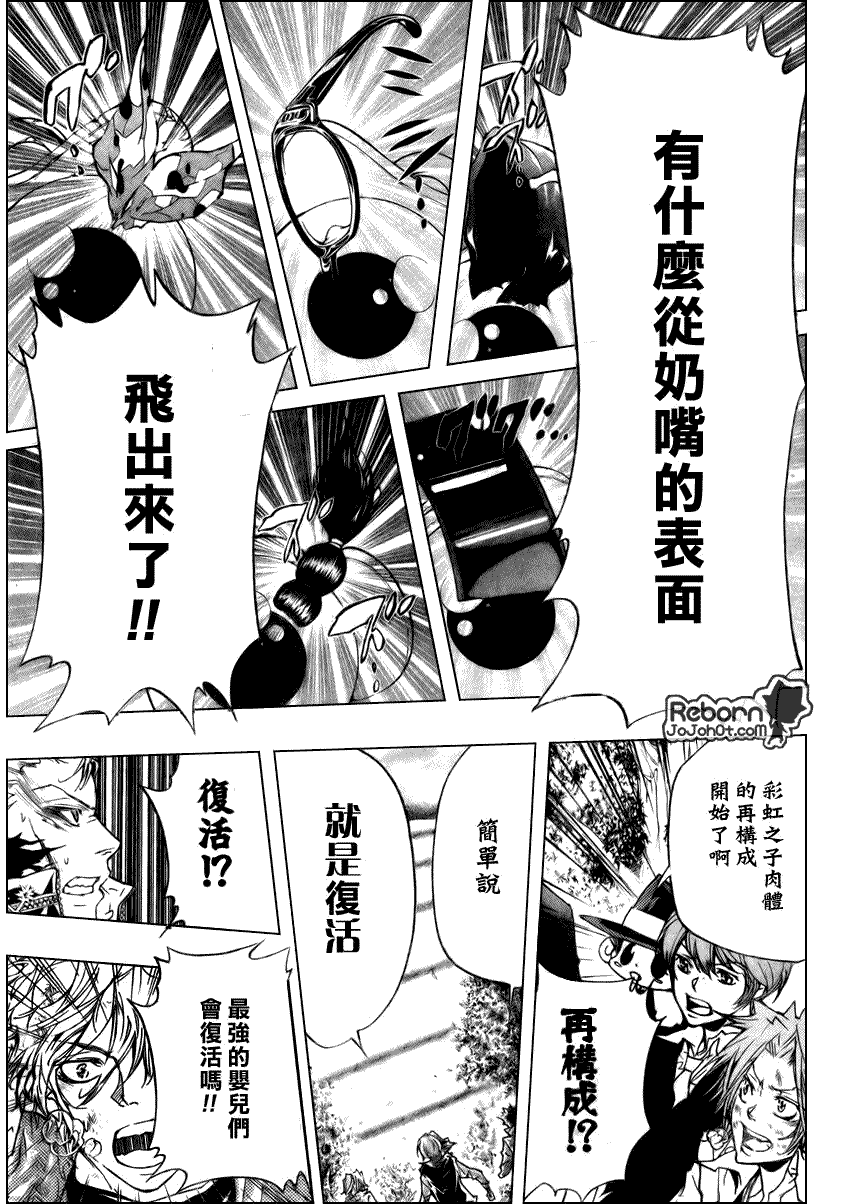 有什麼從奶嘴的表面
飛出來了!!
Reborn
JoJohOt.coM
彩虹之子肉體
的再構成
開始了啊
再構成!?
簡單說
就是復活
復活!?
最強的嬰兒們
會復活嗎!!